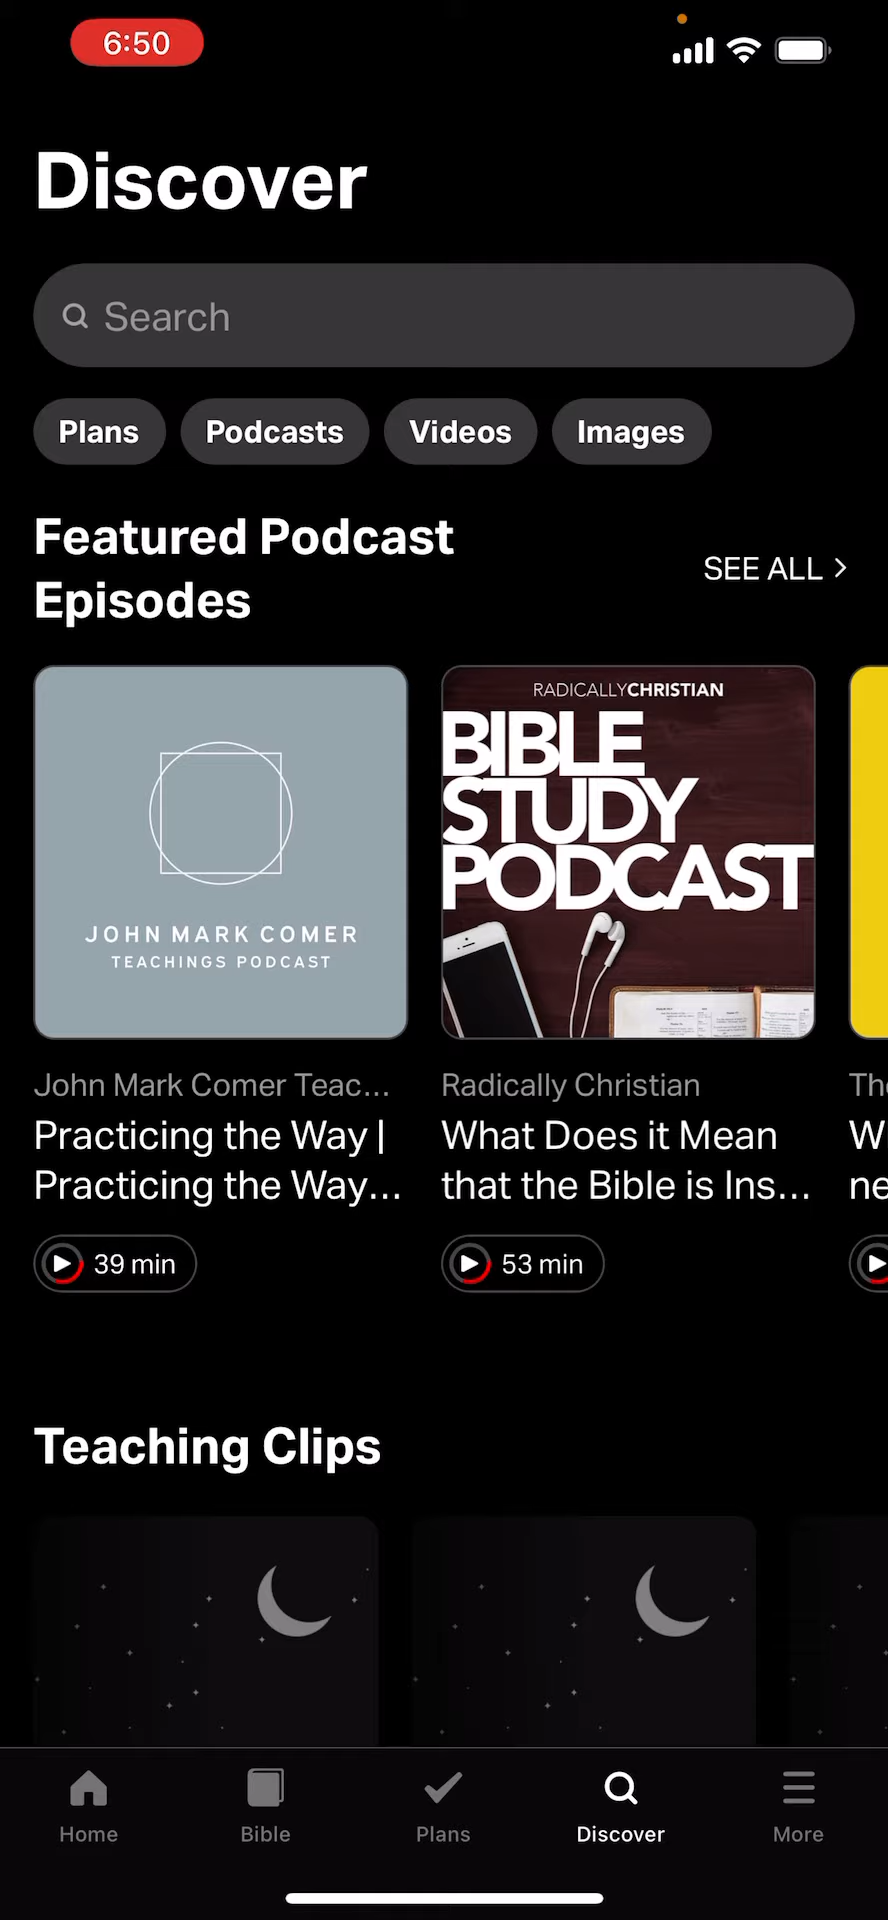 6:50
Discover
Search
Plans
Podcasts
Videos
Images
Featured Podcast
Episodes
SEE ALL
JOHN MARK COMER
TEACHINGS PODCAST
RADICALLYCHRISTIAN
BIBLE
STUDY
PODCAST
John Mark Comer Teac...
Practicing the Way |
Practicing the Way...
39 min
Radically Christian
What Does it Mean
that the Bible is Ins...
53 min
Teaching Clips
Home
Bible
Plans
Discover
More